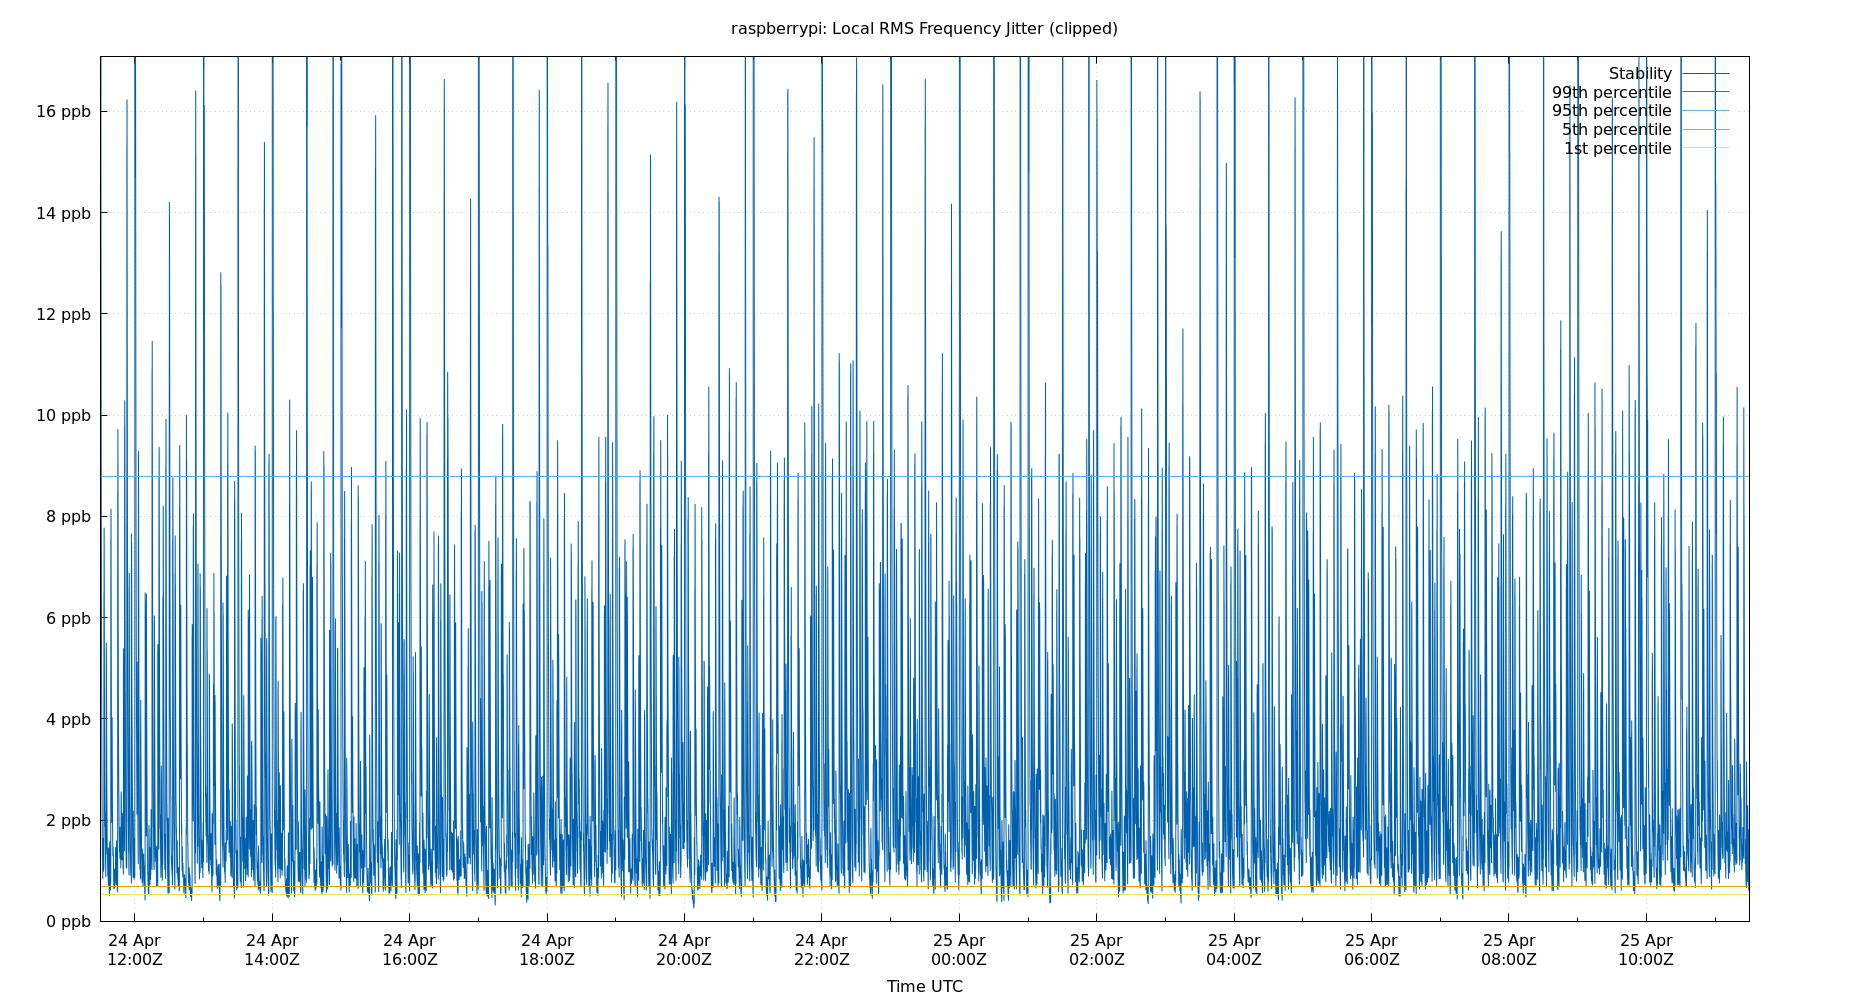 raspberrypi: Local RMS Frequency Jitter (clipped)
Stability
99th percentile
95th percentile
5th percentile
1st percentile
16 ppb
14 ppb
12 ppb
10 ppb
8 ppb
6 ppb
4 ppb
2 ppb
0 ppb
24 Apr 24 Apr 24 Apr 24 Apr 24 Apr 24 Apr 25 Apr 25 Apr 25 Apr 25 Apr 25 Apr 25 Apr
12:00Z 14:00Z 16:00Z 18:00Z 20:00Z 22:00Z 00:00Z 02:00Z 04:00Z 06:00Z 08:00Z 10:00Z
Time UTC